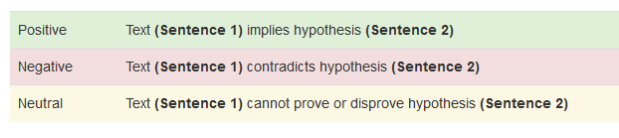 Positive Text (Sentence 1) implies hypothesis (Sentence 2)
Negative Text (Sentence 1) contradicts hypothesis (Sentence 2)
Neutral Text (Sentence 1) cannot prove or disprove hypothesis (Sentence 2)